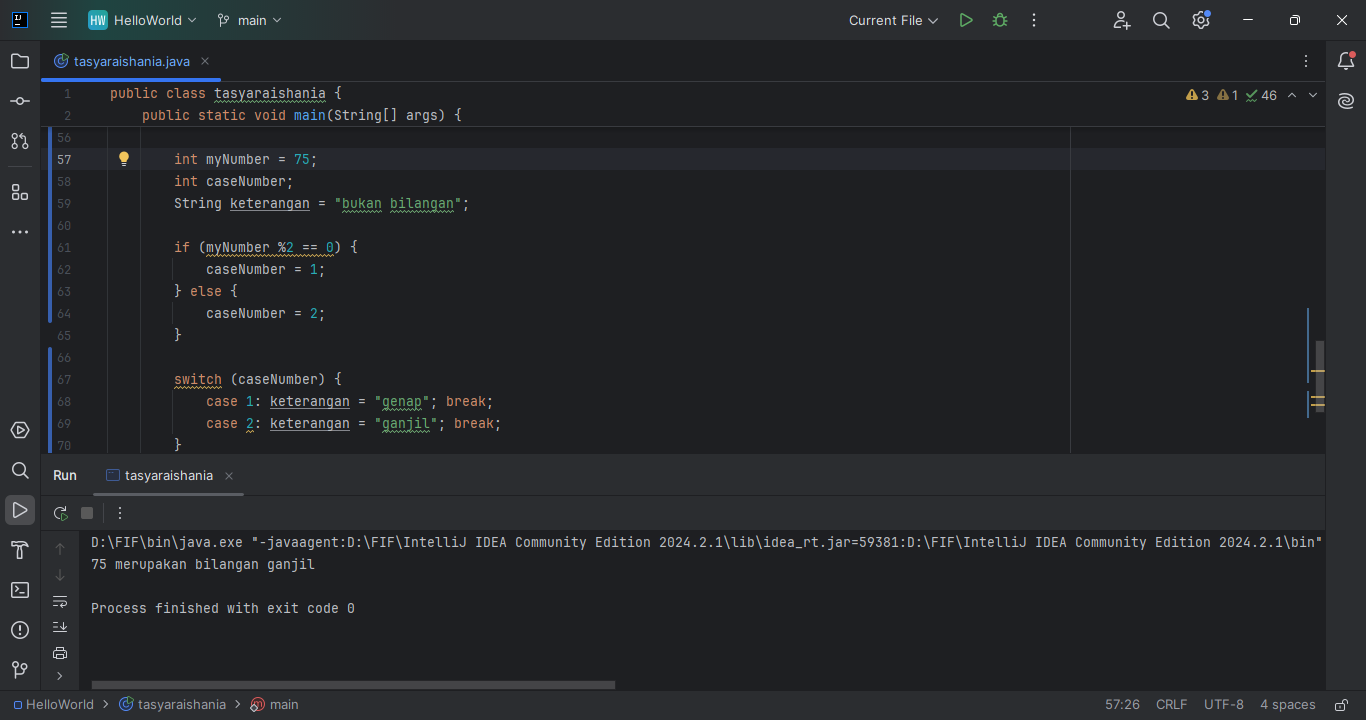 HW HelloWorld main Current File
tasyaraishania.java
1 public class tasyaraishania {
3 1 46
2 public static void main(String[] args) {
56
57 int myNumber = 75;
58 int caseNumber;
59 String keterangan = "bukan bilangan";
60
61 if (myNumber %2 == 0) {
62 caseNumber = 1;
63 } else {
64 caseNumber = 2;
65 }
66
67 switch (caseNumber) {
68 case 1: keterangan = "genap"; break;
69 case 2: keterangan = "ganjil"; break;
70 }
Run tasyaraishania
D:\FIF\bin\java.exe "-javaagent:D:\FIF\IntelliJ IDEA Community Edition 2024.2.1\lib\idea_rt.jar=59381:D:\FIF\IntelliJ IDEA Community Edition 2024.2.1\bin"
75 merupakan bilangan ganjil
Process finished with exit code 0
HelloWorld tasyaraishania main 57:26 CRLF UTF-8 4 spaces